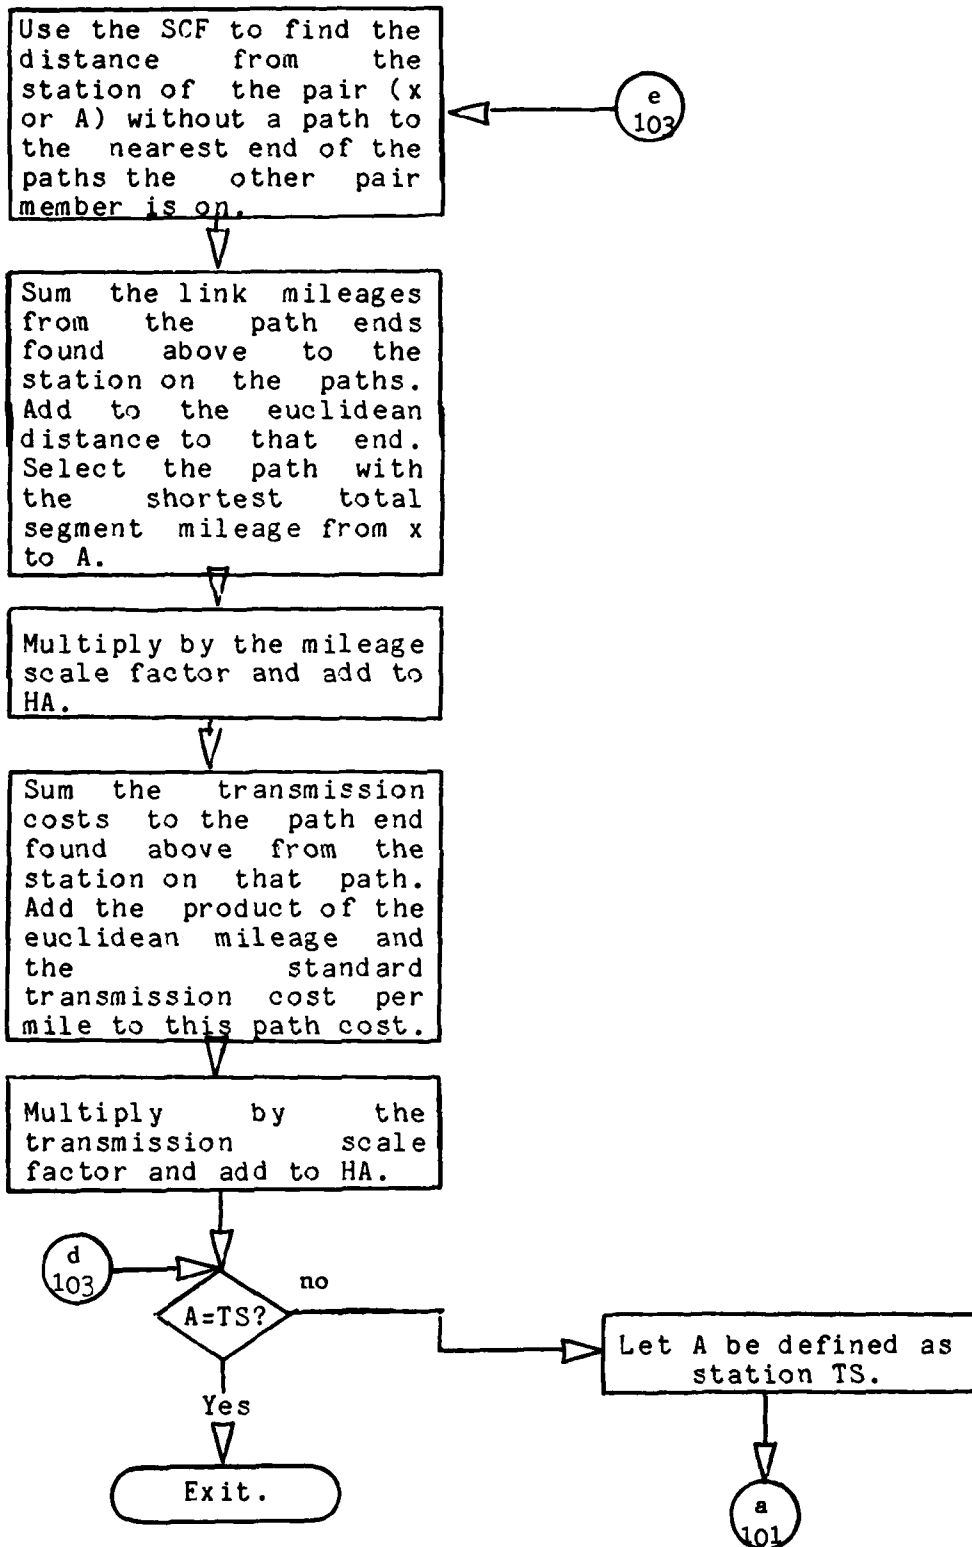 Use the SCF to find the
distance from the
station of the pair (x
or A) without a path to
the nearest end of the
paths the other pair
member is on.
e
103
Sum the link mileages
from the path ends
found above to the
station on the paths.
Add to the euclidean
distance to that end.
Select the path with
the shortest total
segment mileage from x
to A.
Multiply by the mileage
scale factor and add to
HA.
Sum the transmission
costs to the path end
found above from the
station on that path.
Add the product of the
euclidean mileage and
the standard
transmission cost per
mile to this path cost.
Multiply by the
transmission scale
factor and add to HA.
d
103
A=TS?
no
Let A be defined as
station TS.
Yes
Exit.
a
101